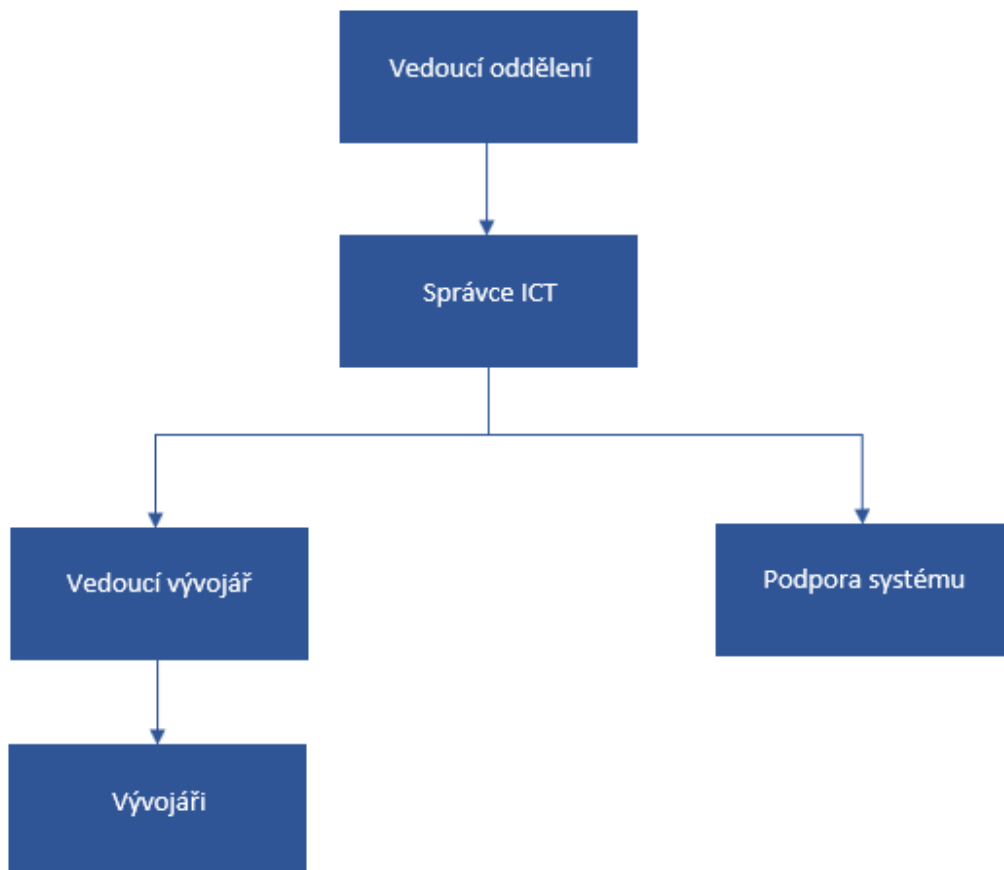 Vedoucí oddělení
Správce ICT
Vedoucí vývojář
Podpora systému
Vývojáři